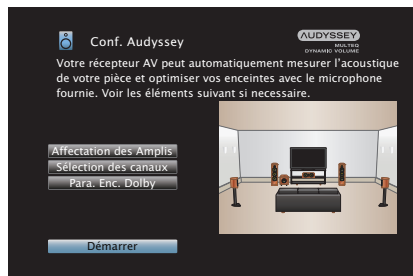 Conf. Audyssey
AUDYSSEY
MULTEQ
DYNAMIC VOLUME
Votre récepteur AV peut automatiquement mesurer l'acoustique
de votre pièce et optimiser vos enceintes avec le microphone
fournie. Voir les éléments suivant si necessaire.
Affectation des Amplis
Sélection des canaux
Para. Enc. Dolby
Démarrer